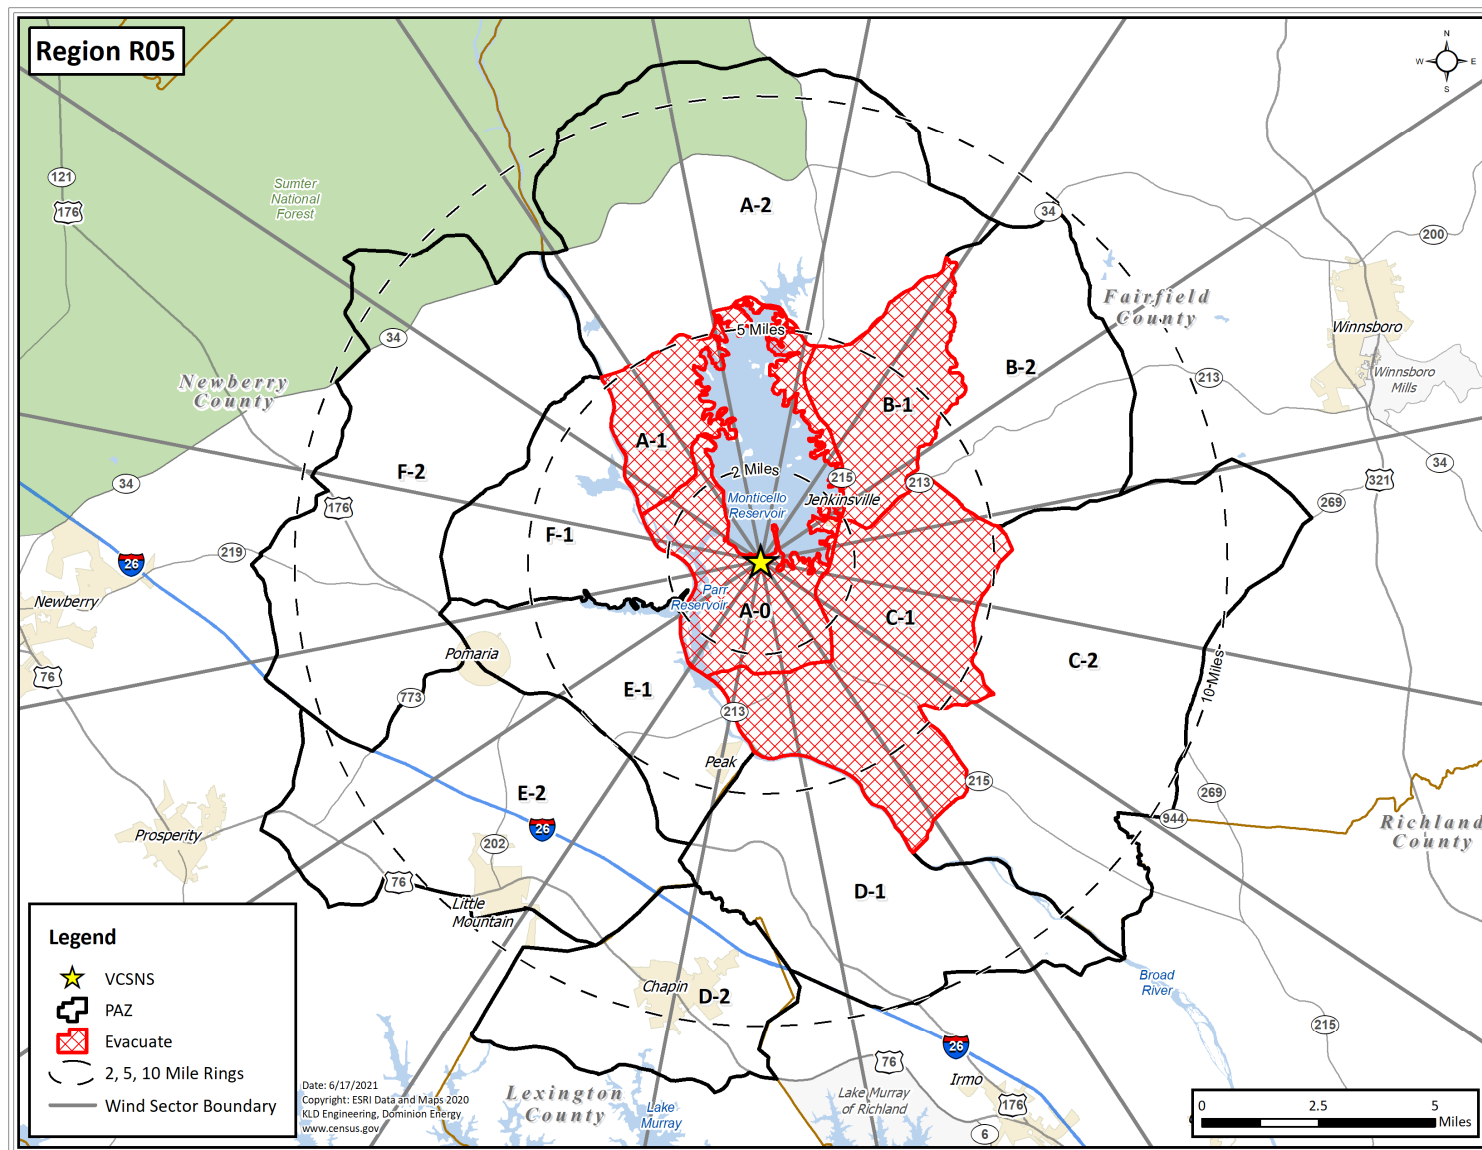 Region R05
N
W
E
S
121
176
Sumter
National
Forest
A-2
34
200
Fairfield
County
Winnsboro
Winnsboro
Mills
34
5 Miles
B-2
213
Newberry
County
B-1
A-1
F-2
2 Miles
215
213
34
321
34
Monticello
Reservoir
Jenkinsville
176
269
F-1
219
26
Newberry
Parr
Reservoir
A-0
C-1
Pomaria
C-2
76
E-1
773
213
10 Miles
Peak
215
E-2
269
26
944
Richland
County
Prosperity
202
76
D-1
Little
Mountain
Legend
VCSNS
PAZ
Evacuate
2, 5, 10 Mile Rings
Wind Sector Boundary
Chapin
D-2
Broad
River
215
26
76
Irmo
Date: 6/17/2021
Copyright: ESRI Data and Maps 2020
KLD Engineering, Dominion Energy
www.census.gov
Lexington
County
Lake
Murray
Lake Murray
of Richland
176
6
0
2.5
5
Miles